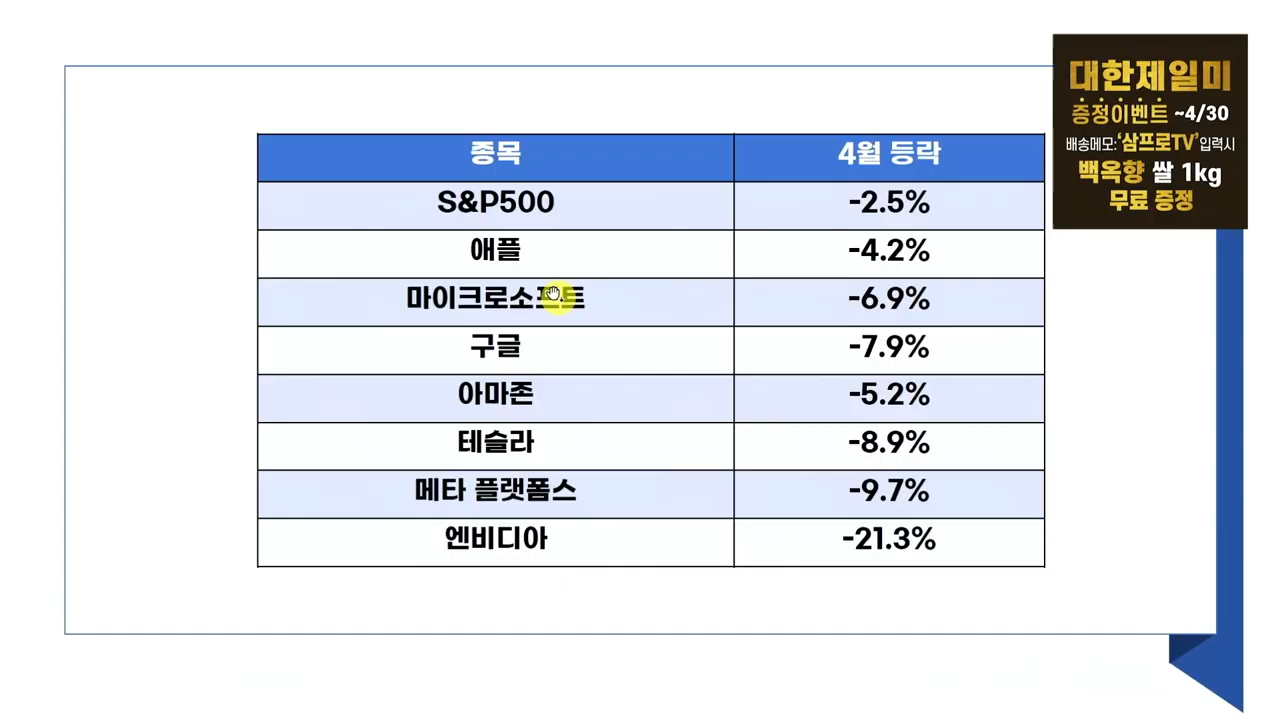 종목 4월 등락
S&P500 -2.5%
애플 -4.2%
마이크로소프트 -6.9%
구글 -7.9%
아마존 -5.2%
테슬라 -8.9%
메타 플랫폼스 -9.7%
엔비디아 -21.3%
대한제일미
증정이벤트 ~4/30
배송메모:'삼프로TV'입력시
백옥향 쌀 1kg
무료 증정